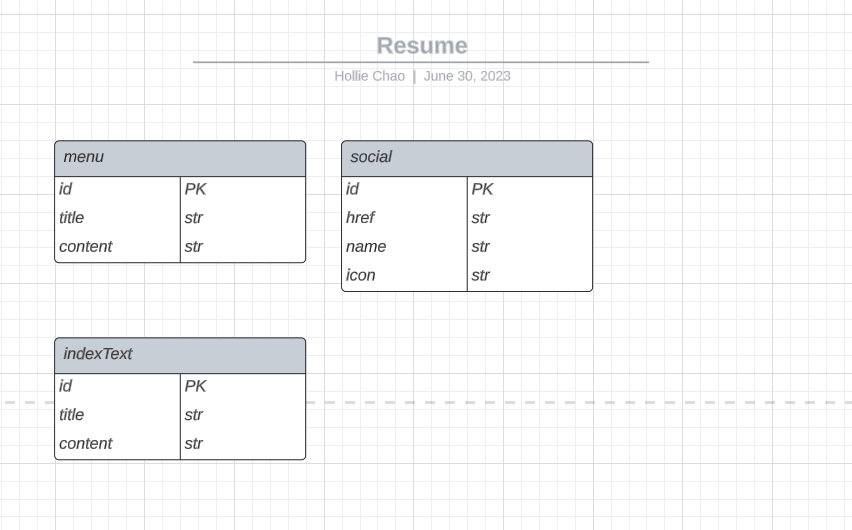 Resume
Hollie Chao | June 30, 2023
menu
id PK
title str
content str
social
id PK
href str
name str
icon str
indexText
id PK
title str
content str